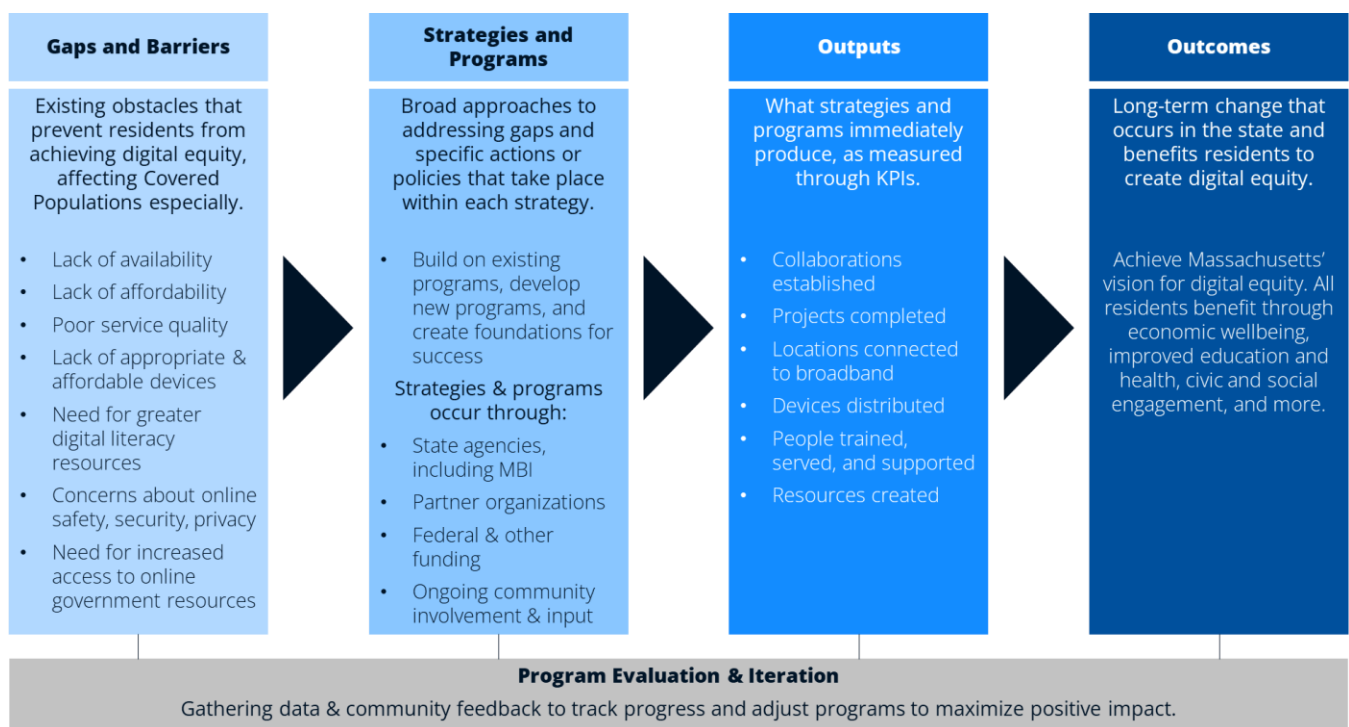 Gaps and Barriers
Existing obstacles that
prevent residents from
achieving digital equity,
affecting Covered
Populations especially.
• Lack of availability
• Lack of affordability
• Poor service quality
• Lack of appropriate &
affordable devices
• Need for greater
digital literacy
resources
• Concerns about online
safety, security, privacy
• Need for increased
access to online
government resources
Strategies and
Programs
Broad approaches to
addressing gaps and
specific actions or
policies that take place
within each strategy.
• Build on existing
programs, develop
new programs, and
create foundations for
success
Strategies & programs
occur through:
• State agencies,
including MBI
• Partner organizations
• Federal & other
funding
• Ongoing community
involvement & input
Outputs
What strategies and
programs immediately
produce, as measured
through KPIs.
• Collaborations
established
• Projects completed
• Locations connected
to broadband
• Devices distributed
• People trained,
served, and supported
• Resources created
Outcomes
Long-term change that
occurs in the state and
benefits residents to
create digital equity.
Achieve Massachusetts’
vision for digital equity. All
residents benefit through
economic wellbeing,
improved education and
health, civic and social
engagement, and more.
Program Evaluation & Iteration
Gathering data & community feedback to track progress and adjust programs to maximize positive impact.